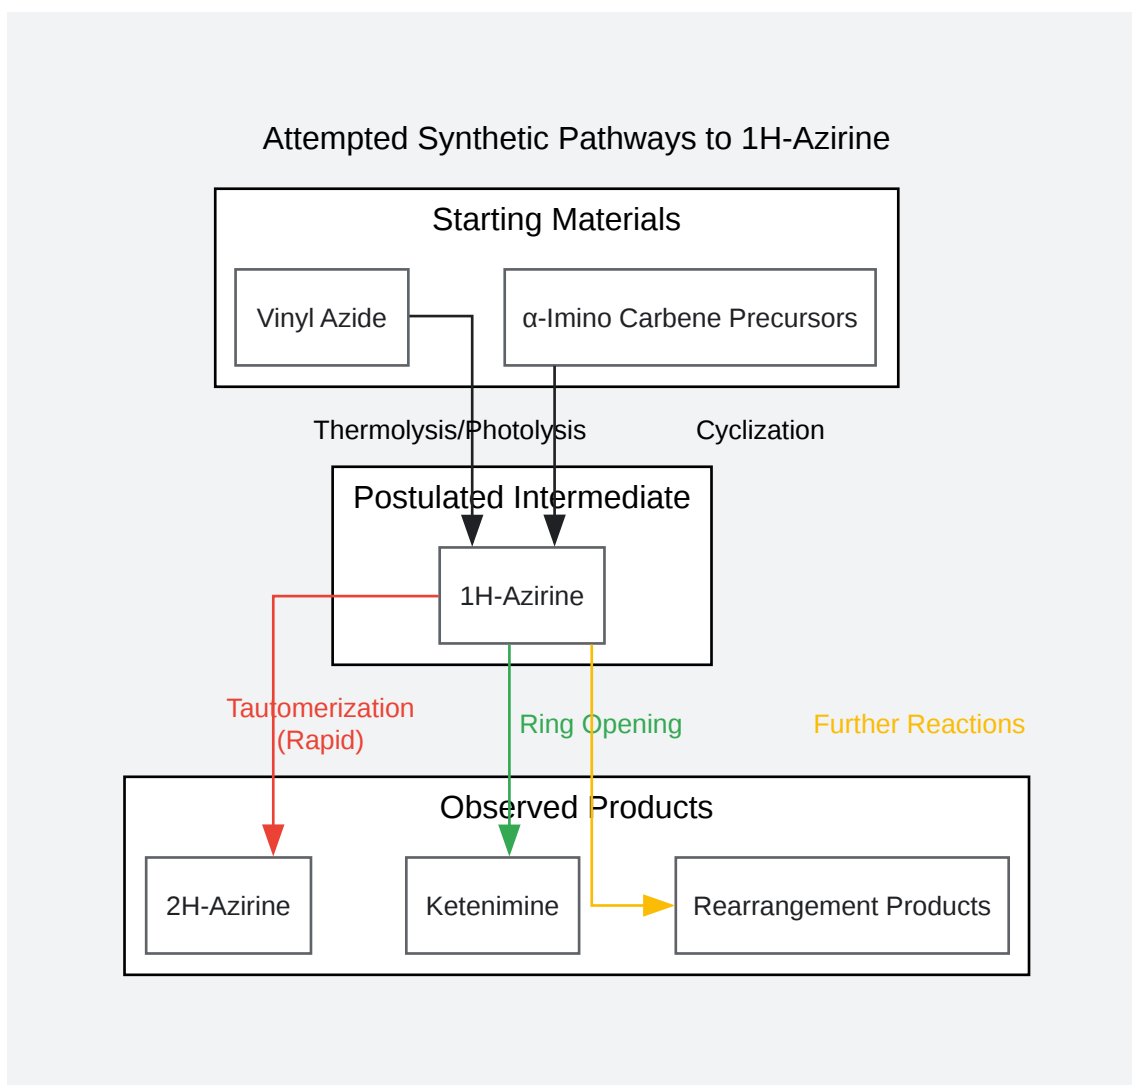 Attempted Synthetic Pathways to 1H-Azirine
Starting Materials
Vinyl Azide
α-Imino Carbene Precursors
Thermolysis/Photolysis
Cyclization
Postulated Intermediate
1H-Azirine
Tautomerization
(Rapid)
Ring Opening
Further Reactions
Observed Products
2H-Azirine
Ketenimine
Rearrangement Products